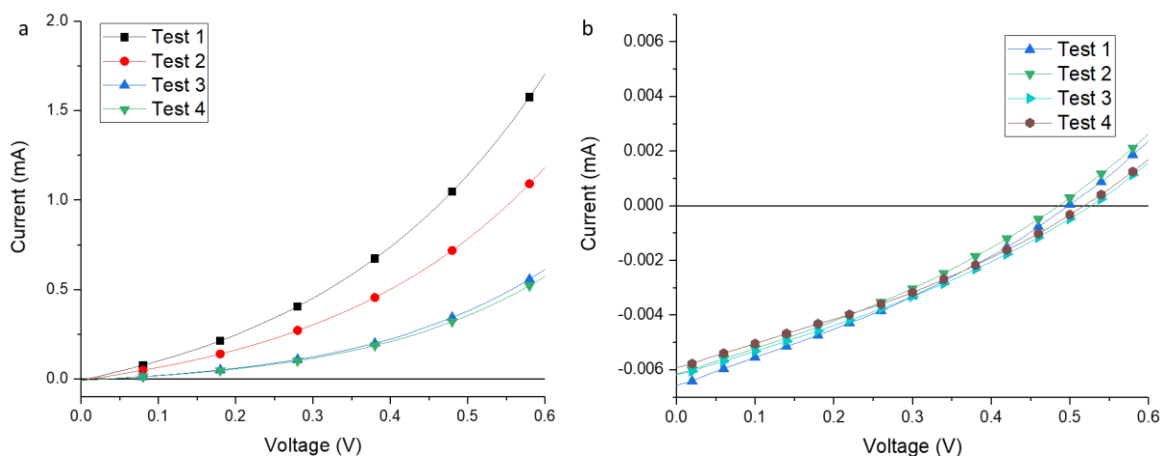 a
2.0
1.5
1.0
0.5
0.0
Current (mA)
Test 1
Test 2
Test 3
Test 4
0.0 0.1 0.2 0.3 0.4 0.5 0.6
Voltage (V)
b
0.006
0.004
0.002
0.000
-0.002
-0.004
-0.006
Current (mA)
Test 1
Test 2
Test 3
Test 4
0.0 0.1 0.2 0.3 0.4 0.5 0.6
Voltage (V)